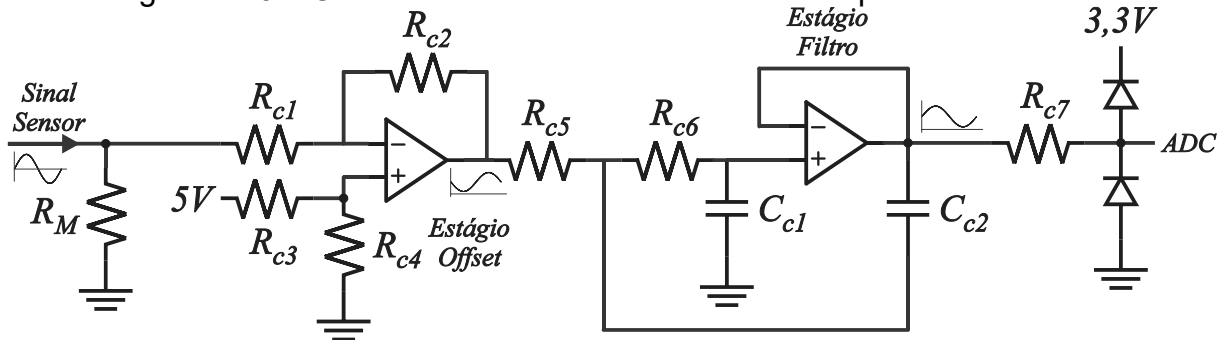 Estágio
Filtro
3,3V
R_c2
Sinal
Sensor
R_c1
R_c5
R_c6
R_c7
ADC
5V
R_M
R_c3
R_c4
Estágio
Offset
C_c1
C_c2